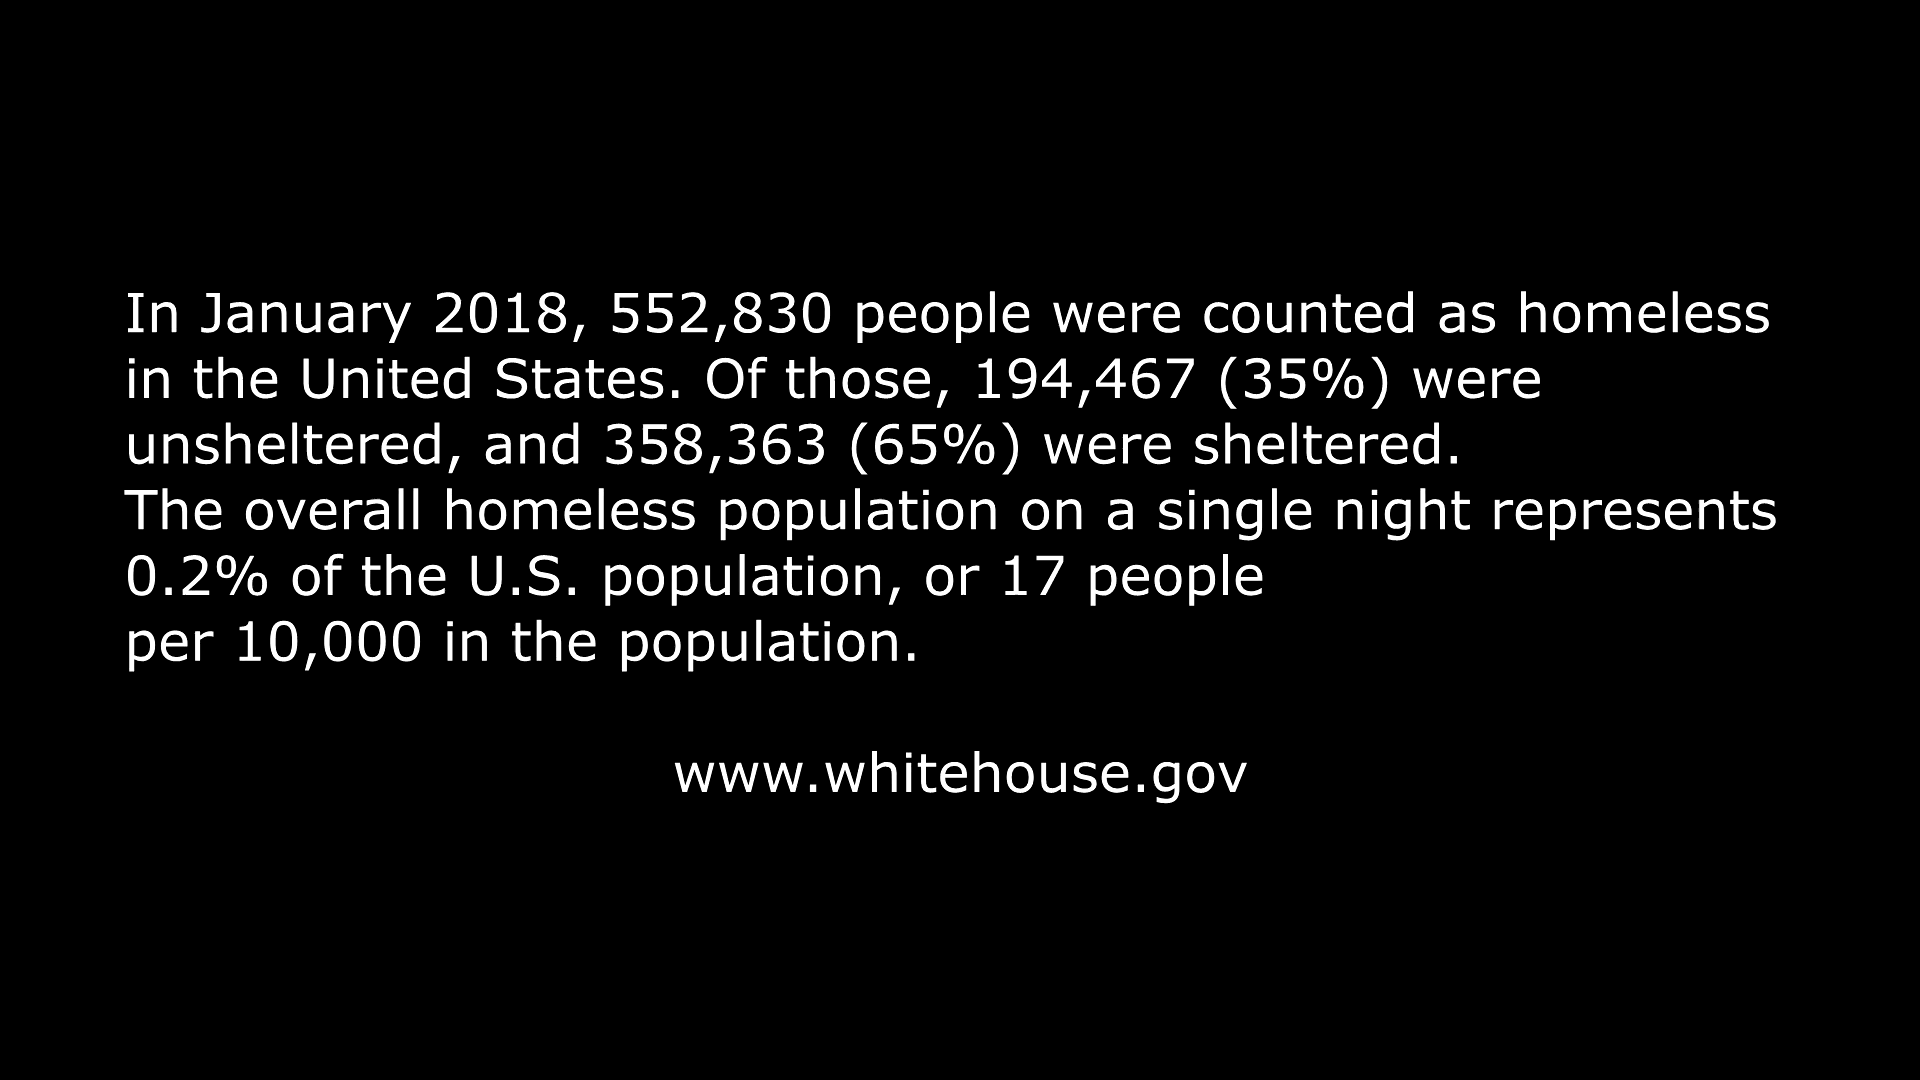 In January 2018, 552,830 people were counted as homeless
in the United States. Of those, 194,467 (35%) were
unsheltered, and 358,363 (65%) were sheltered.
The overall homeless population on a single night represents
0.2% of the U.S. population, or 17 people
per 10,000 in the population.
www.whitehouse.gov